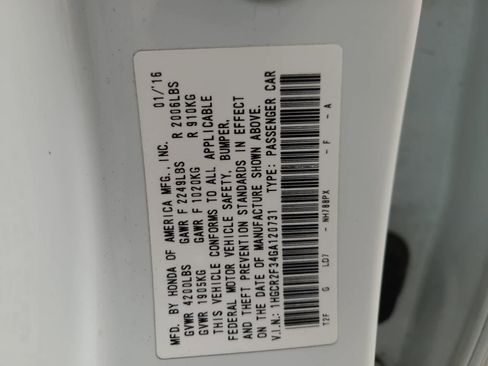 MFD. BY HONDA OF AMERICA MFG., INC. 01/'16
GVWR 4200LBS GAWR F 2249LBS R 2006LBS
GVWR 1905KG GAWR F 1020KG R 910KG
THIS VEHICLE CONFORMS TO ALL APPLICABLE
FEDERAL MOTOR VEHICLE SAFETY, BUMPER,
AND THEFT PREVENTION STANDARDS IN EFFECT
ON THE DATE OF MANUFACTURE SHOWN ABOVE.
V.I.N.: 1HGCR2F34GA120731 TYPE: PASSENGER CAR
T2F G LD7 - NH788PX - F - A